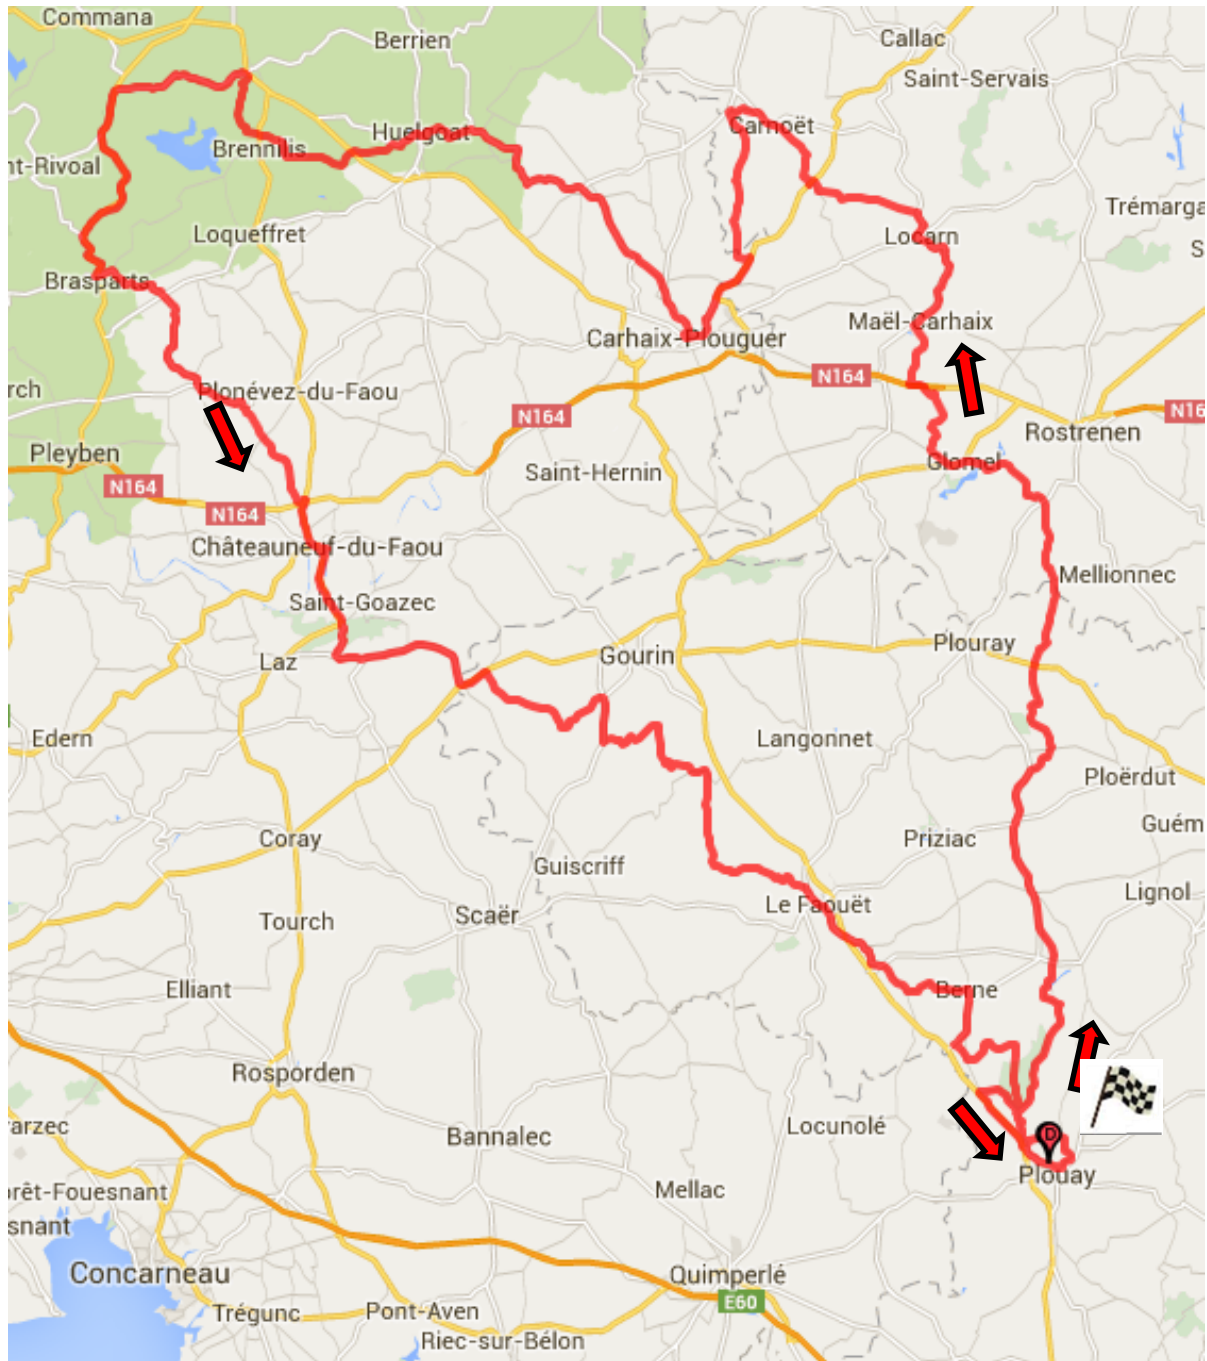 Commana
Berrien
Callac
Saint-Servais
Carnoët
Huelgoat
Brennilis
nt-Rivoal
Trémarga
Loqueffret
Locarn
S
Brasparts
Maël-Carhaix
Carhaix-Plouguer
N164
rch
Plonévez-du-Faou
N164
N16
Rostrenen
Pleyben
Glomel
Saint-Hernin
N164
N164
Châteauneuf-du-Faou
Mellionnec
Saint-Goazec
Plouray
Gourin
Laz
Edern
Langonnet
Ploërdut
Guém
Coray
Priziac
Guiscriff
Lignol
Le Faouët
Scaër
Tourch
Elliant
Berne
Rosporden
arzec
Locunolé
Bannalec
D
Plouay
orêt-Fouesnant
Mellac
snant
Concarneau
Quimperlé
E60
Trégunc
Pont-Aven
Riec-sur-Bélon